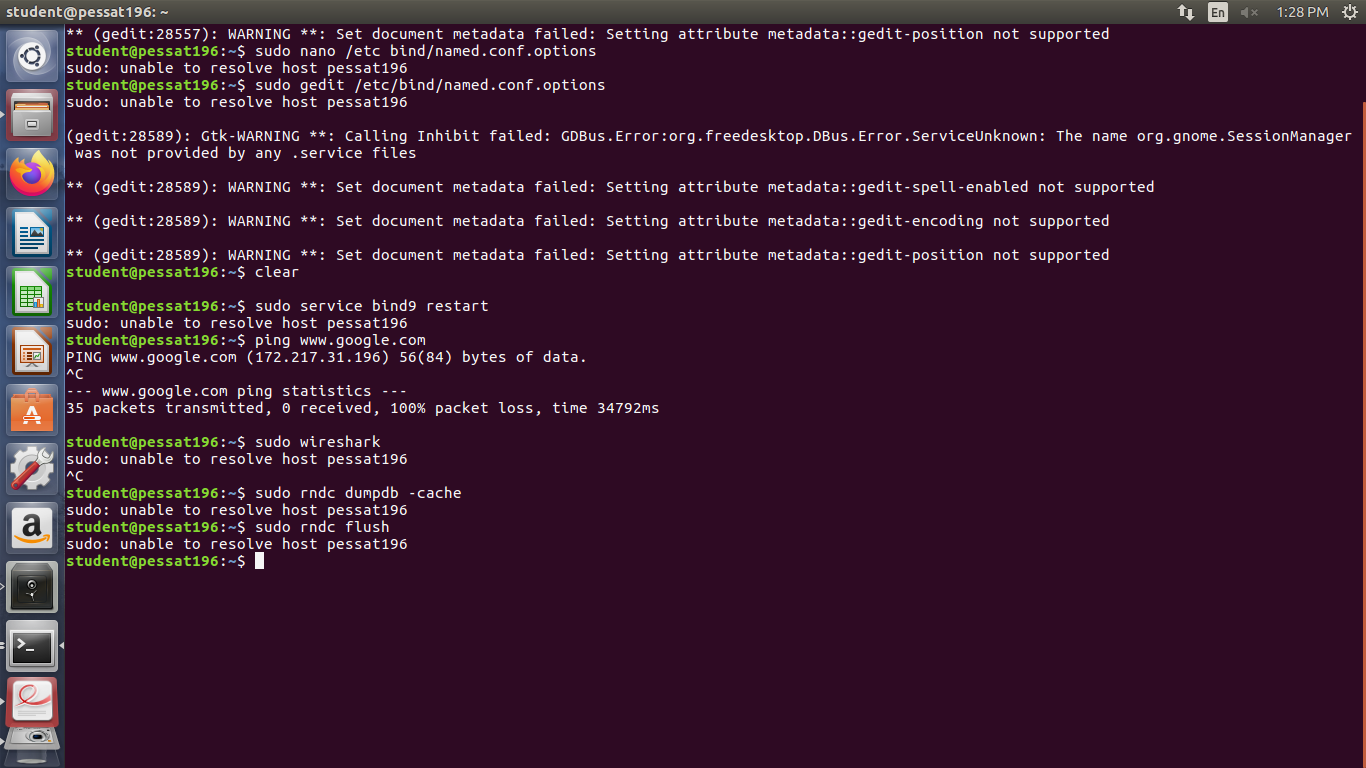 student@pessat196: ~
En
1:28 PM
** (gedit:28557): WARNING **: Set document metadata failed: Setting attribute metadata::gedit-position not supported
student@pessat196:~$ sudo nano /etc bind/named.conf.options
sudo: unable to resolve host pessat196
student@pessat196:~$ sudo gedit /etc/bind/named.conf.options
sudo: unable to resolve host pessat196
(gedit:28589): Gtk-WARNING **: Calling Inhibit failed: GDBus.Error:org.freedesktop.DBus.Error.ServiceUnknown: The name org.gnome.SessionManager
was not provided by any .service files
** (gedit:28589): WARNING **: Set document metadata failed: Setting attribute metadata::gedit-spell-enabled not supported
** (gedit:28589): WARNING **: Set document metadata failed: Setting attribute metadata::gedit-encoding not supported
** (gedit:28589): WARNING **: Set document metadata failed: Setting attribute metadata::gedit-position not supported
student@pessat196:~$ clear
student@pessat196:~$ sudo service bind9 restart
sudo: unable to resolve host pessat196
student@pessat196:~$ ping www.google.com
PING www.google.com (172.217.31.196) 56(84) bytes of data.
^C
--- www.google.com ping statistics ---
35 packets transmitted, 0 received, 100% packet loss, time 34792ms
student@pessat196:~$ sudo wireshark
sudo: unable to resolve host pessat196
^C
student@pessat196:~$ sudo rndc dumpdb -cache
sudo: unable to resolve host pessat196
student@pessat196:~$ sudo rndc flush
sudo: unable to resolve host pessat196
student@pessat196:~$